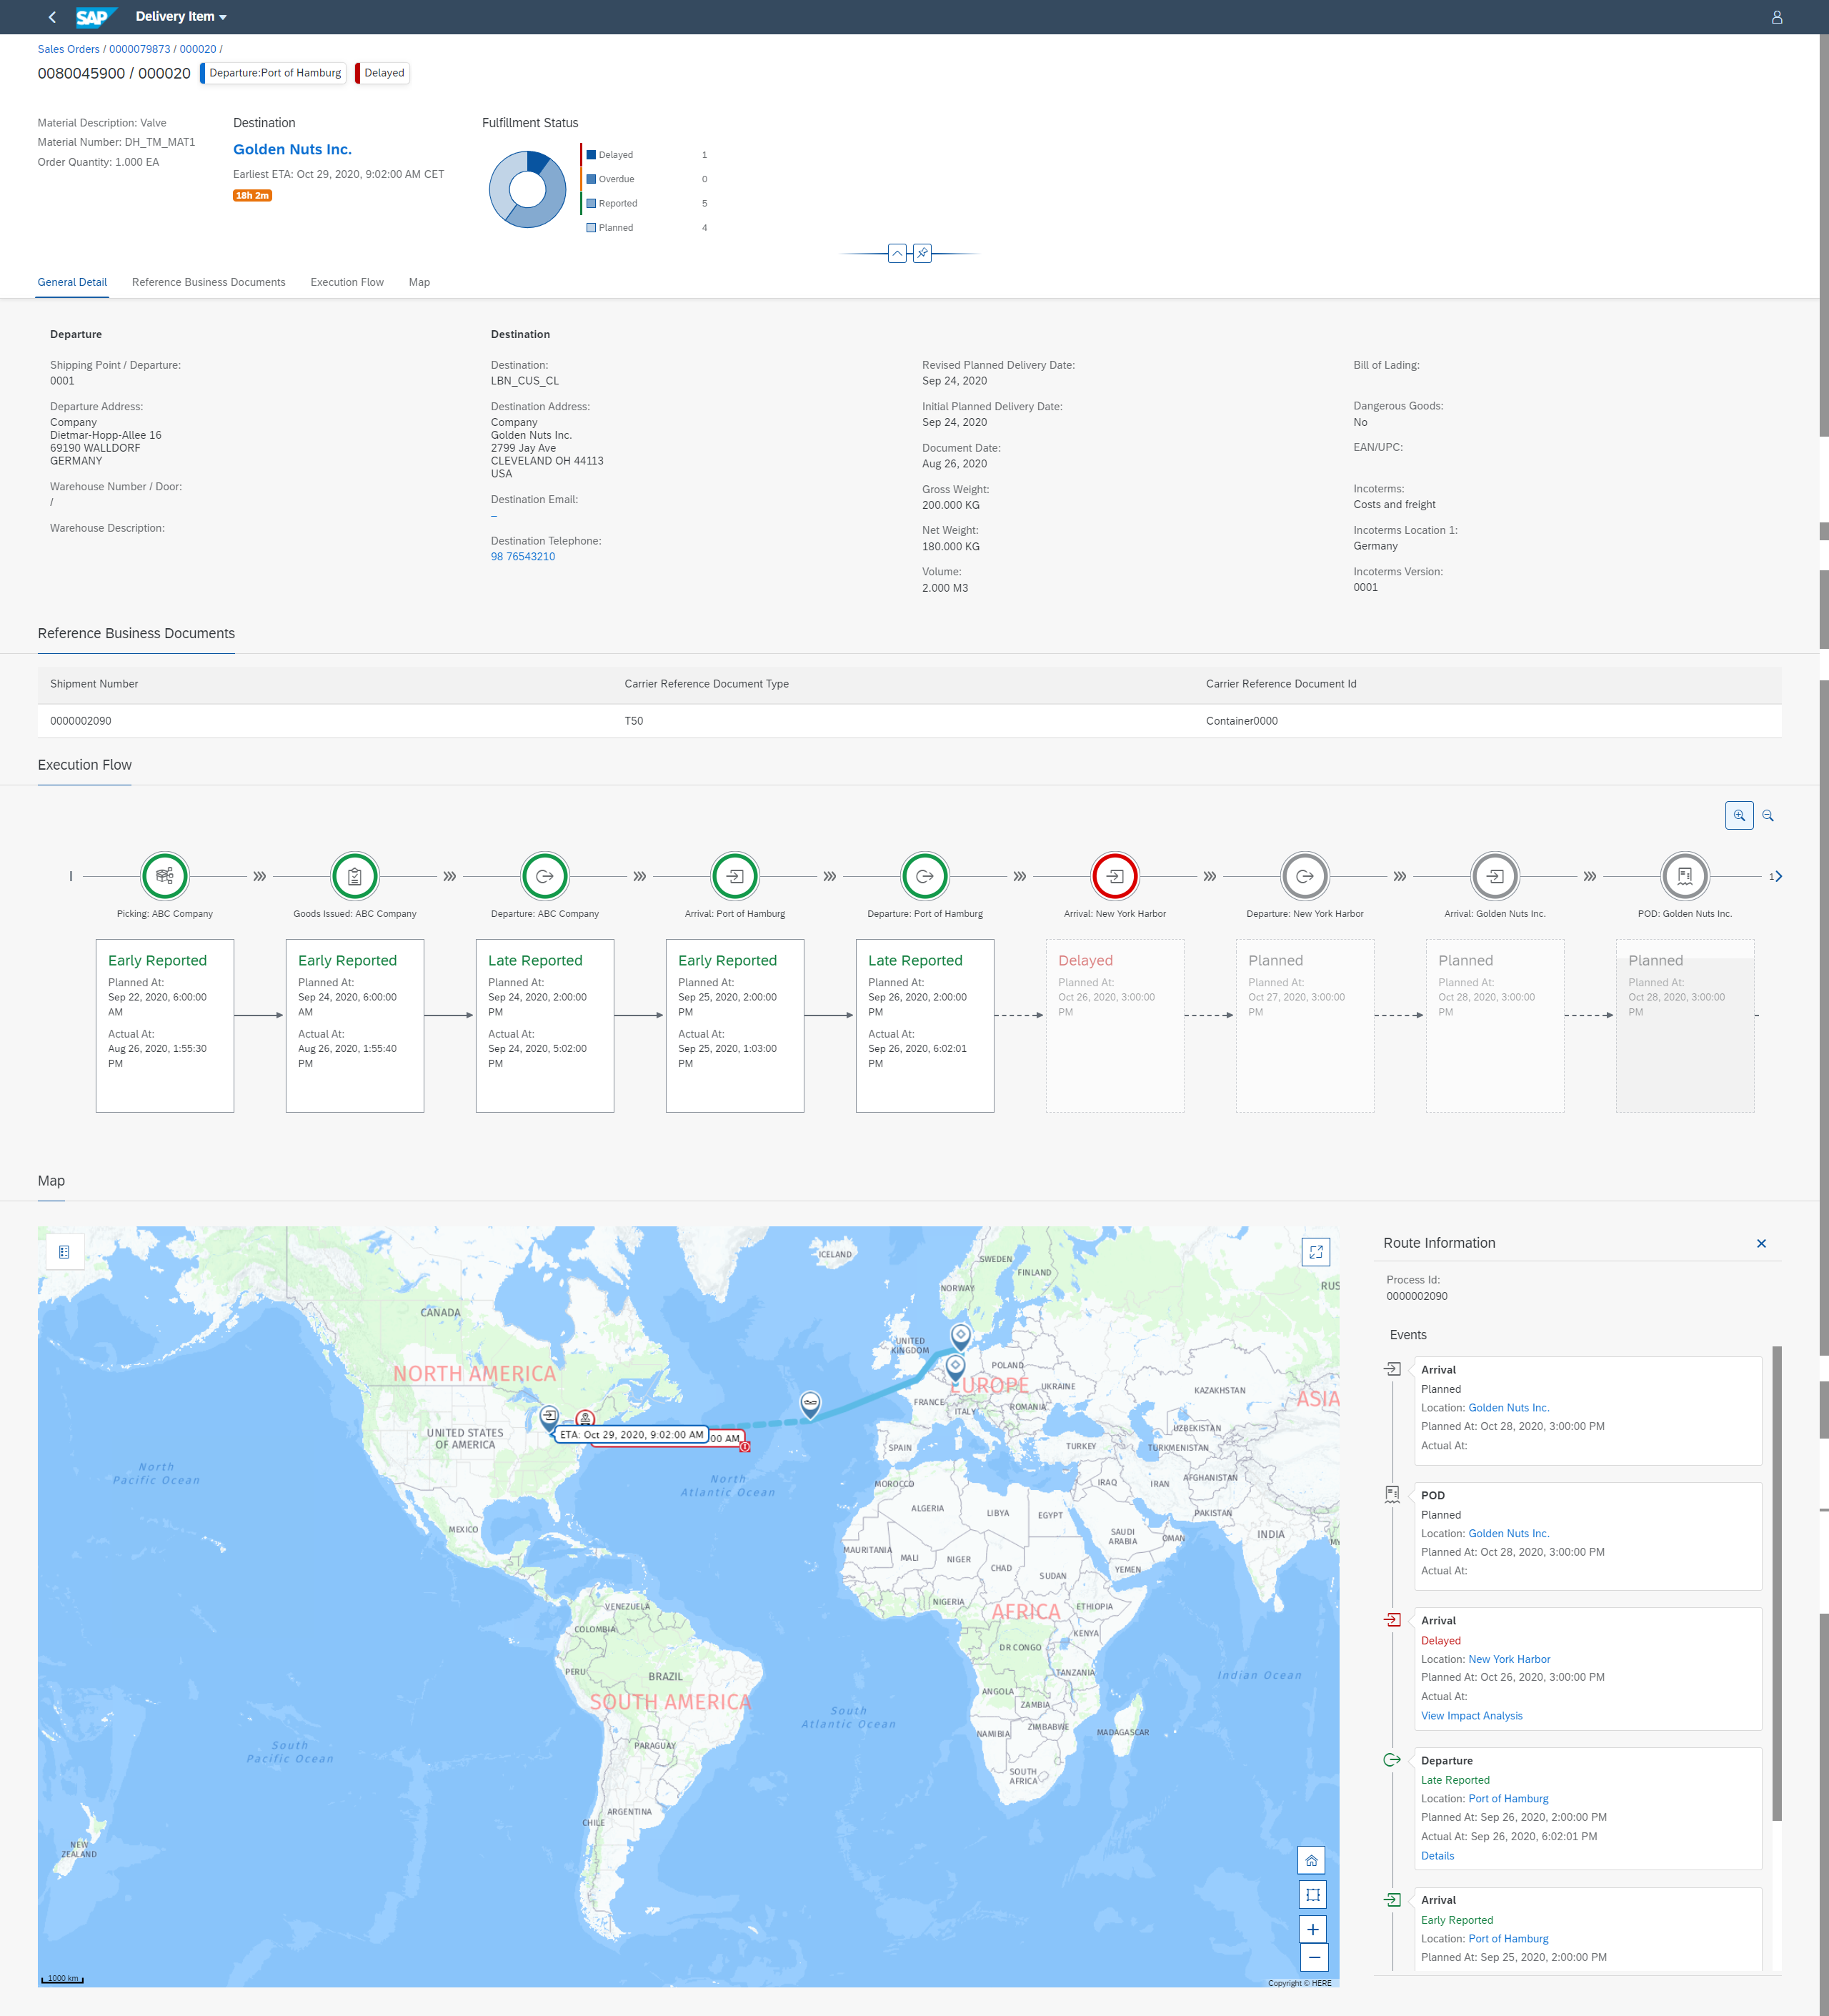 SAP Delivery Item
Sales Orders / 0000079873 / 000020 /
0080045900 / 000020 Departure:Port of Hamburg Delayed
Material Description: Valve
Material Number: DH_TM_MAT1
Order Quantity: 1.000 EA
Destination
Golden Nuts Inc.
Earliest ETA: Oct 29, 2020, 9:02:00 AM CET
18h 2m
Fulfillment Status
Delayed 1
Overdue 0
Reported 5
Planned 4
General Detail Reference Business Documents Execution Flow Map
Departure
Shipping Point / Departure:
0001
Departure Address:
Company
Dietmar-Hopp-Allee 16
69190 WALLDORF
GERMANY
Warehouse Number / Door:
/
Warehouse Description:
Destination
Destination:
LBN_CUS_CL
Destination Address:
Company
Golden Nuts Inc.
2799 Jay Ave
CLEVELAND OH 44113
USA
Destination Email:
–
Destination Telephone:
98 76543210
Revised Planned Delivery Date:
Sep 24, 2020
Initial Planned Delivery Date:
Sep 24, 2020
Document Date:
Aug 26, 2020
Gross Weight:
200.000 KG
Net Weight:
180.000 KG
Volume:
2.000 M3
Bill of Lading:
Dangerous Goods:
No
EAN/UPC:
Incoterms:
Costs and freight
Incoterms Location 1:
Germany
Incoterms Version:
0001
Reference Business Documents
Shipment Number Carrier Reference Document Type Carrier Reference Document Id
0000002090 T50 Container0000
Execution Flow
1
Picking: ABC Company
Early Reported
Planned At:
Sep 22, 2020, 6:00:00
AM
Actual At:
Aug 26, 2020, 1:55:30
PM
Goods Issued: ABC Company
Early Reported
Planned At:
Sep 24, 2020, 6:00:00
AM
Actual At:
Aug 26, 2020, 1:55:40
PM
Departure: ABC Company
Late Reported
Planned At:
Sep 24, 2020, 2:00:00
PM
Actual At:
Sep 24, 2020, 5:02:00
PM
Arrival: Port of Hamburg
Early Reported
Planned At:
Sep 25, 2020, 2:00:00
PM
Actual At:
Sep 25, 2020, 1:03:00
PM
Departure: Port of Hamburg
Late Reported
Planned At:
Sep 26, 2020, 2:00:00
PM
Actual At:
Sep 26, 2020, 6:02:01
PM
Arrival: New York Harbor
Delayed
Planned At:
Oct 26, 2020, 3:00:00
PM
Departure: New York Harbor
Planned
Planned At:
Oct 27, 2020, 3:00:00
PM
Arrival: Golden Nuts Inc.
Planned
Planned At:
Oct 28, 2020, 3:00:00
PM
POD: Golden Nuts Inc.
Planned
Planned At:
Oct 28, 2020, 3:00:00
PM
Map
ICELAND
SWEDEN
FINLAND
NORWAY
RUS
CANADA
UNITED
KINGDOM
POLAND
NORTH AMERICA
EUROPE
UKRAINE
KAZAKHSTAN
ASIA
FRANCE
ROMANIA
ITALY
UZBEKISTAN
ETA: Oct 29, 2020, 9:02:00 AM
00 AM
UNITED STATES
OF AMERICA
SPAIN
TURKEY
TURKMENISTAN
North
Pacific Ocean
North
Atlantic Ocean
MOROCCO
IRAQ
IRAN
AFGHANISTAN
ALGERIA
LIBYA
EGYPT
PAKISTAN
MEXICO
SAUDI
ARABIA
OMAN
INDIA
MY
MAURITANIA
MALI
NIGER
CHAD
SUDAN
YEMEN
VENEZUELA
NIGERIA
ETHIOPIA
AFRICA
COLOMBIA
KENYA
DR CONGO
PERU
BRAZIL
TANZANIA
Indian Ocean
SOUTH AMERICA
ANGOLA
ZAMBIA
South
Atlantic Ocean
ZIMBABWE
NAMIBIA
MADAGASCAR
South
Pacific Ocean
PARAGUAY
SOUTH
AFRICA
ARGENTINA
CHILE
NEW
ZEALAND
1000 km
Copyright © HERE
Route Information
Process Id:
0000002090
Events
Arrival
Planned
Location: Golden Nuts Inc.
Planned At: Oct 28, 2020, 3:00:00 PM
Actual At:
POD
Planned
Location: Golden Nuts Inc.
Planned At: Oct 28, 2020, 3:00:00 PM
Actual At:
Arrival
Delayed
Location: New York Harbor
Planned At: Oct 26, 2020, 3:00:00 PM
Actual At:
View Impact Analysis
Departure
Late Reported
Location: Port of Hamburg
Planned At: Sep 26, 2020, 2:00:00 PM
Actual At: Sep 26, 2020, 6:02:01 PM
Details
Arrival
Early Reported
Location: Port of Hamburg
Planned At: Sep 25, 2020, 2:00:00 PM